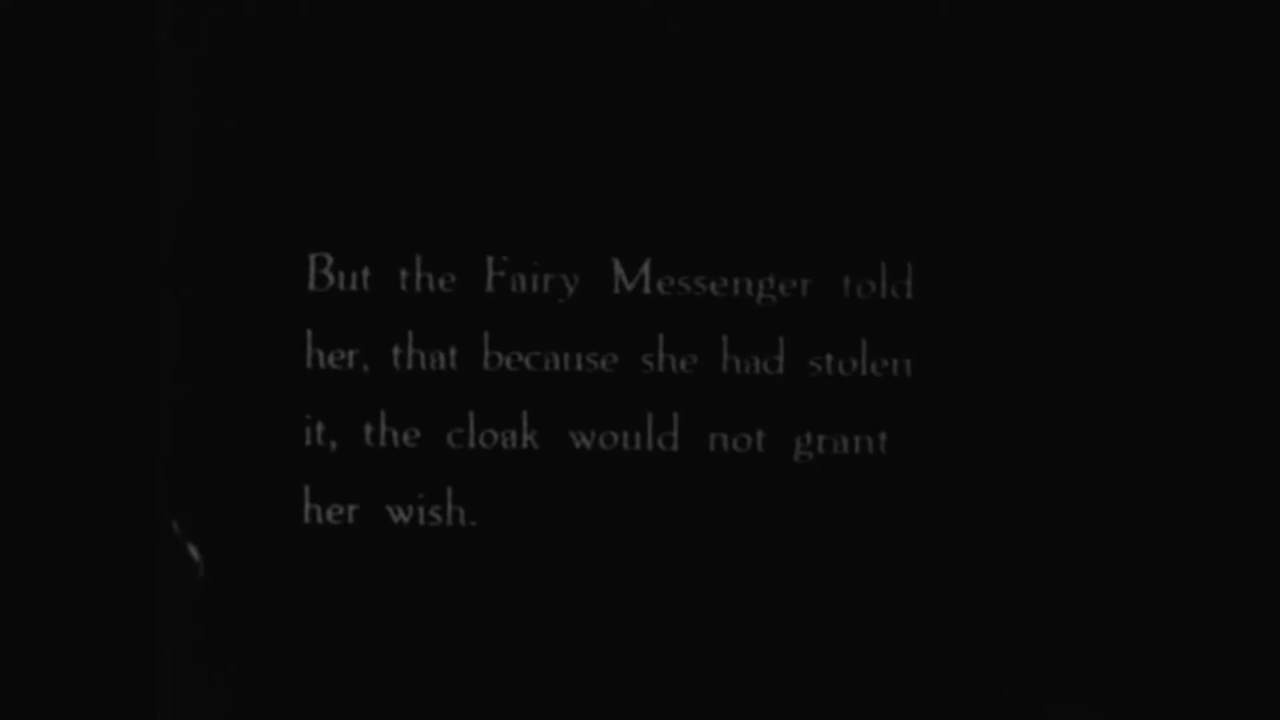 But the Fairy Messenger told
her, that because she had stolen
it, the cloak would not grant
her wish.